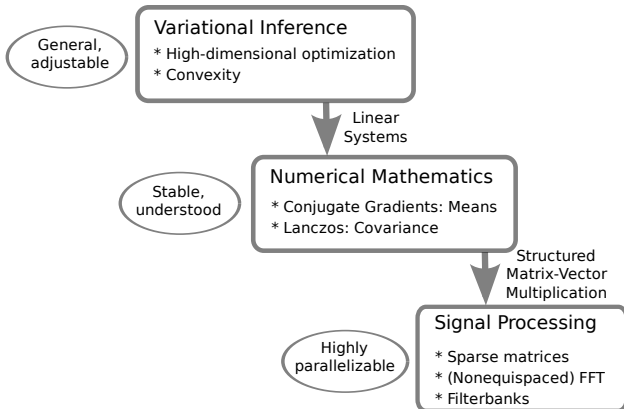 Variational Inference
* High-dimensional optimization
* Convexity
General,
adjustable
Linear
Systems
Numerical Mathematics
* Conjugate Gradients: Means
* Lanczos: Covariance
Stable,
understood
Structured
Matrix-Vector
Multiplication
Signal Processing
* Sparse matrices
* (Nonequispaced) FFT
* Filterbanks
Highly
parallelizable